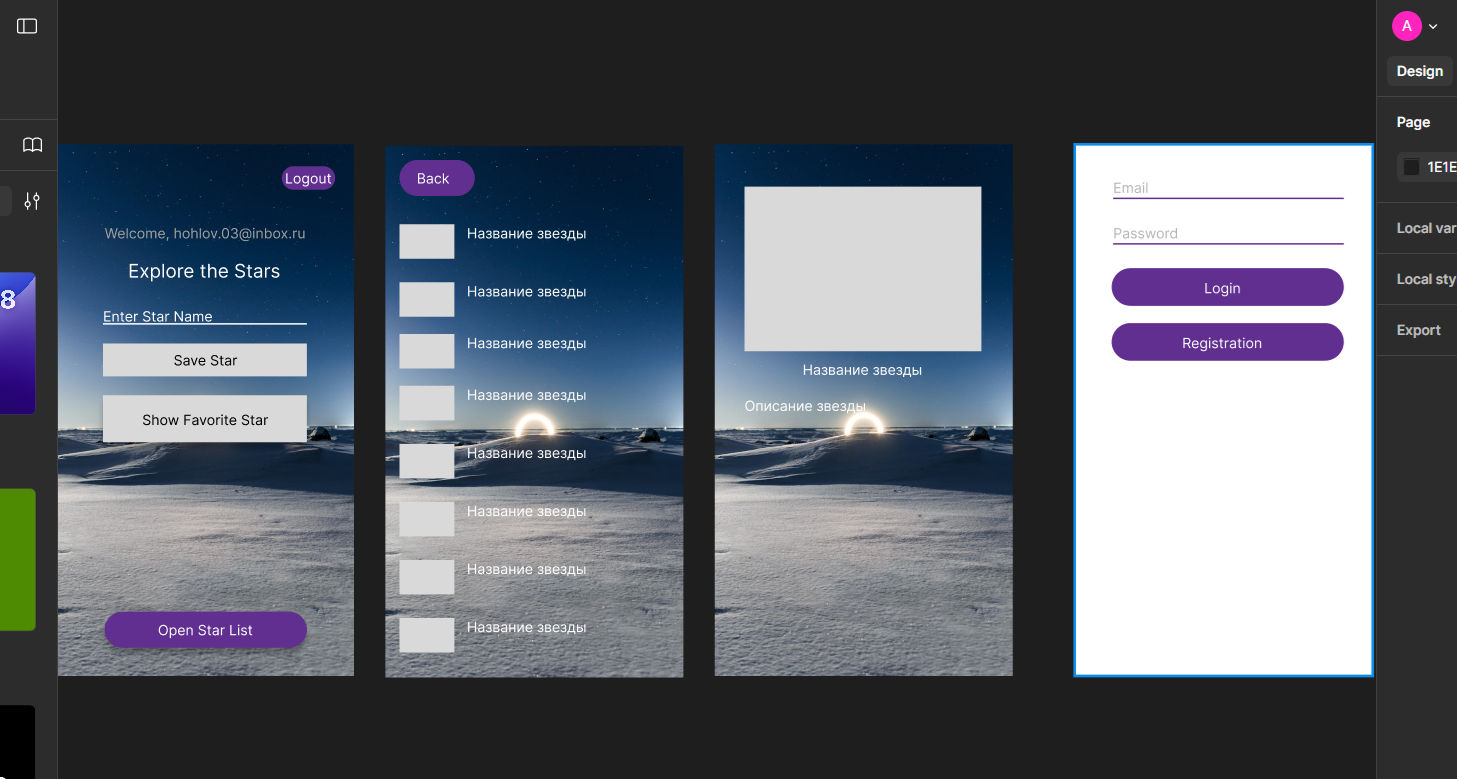 A
Design
Page
1E1E
Local var
Local sty
Export
8
Logout
Welcome, hohlov.03@inbox.ru
Explore the Stars
Enter Star Name
Save Star
Show Favorite Star
Open Star List
Back
Название звезды
Название звезды
Название звезды
Название звезды
Название звезды
Название звезды
Название звезды
Название звезды
Название звезды
Описание звезды
Email
Password
Login
Registration